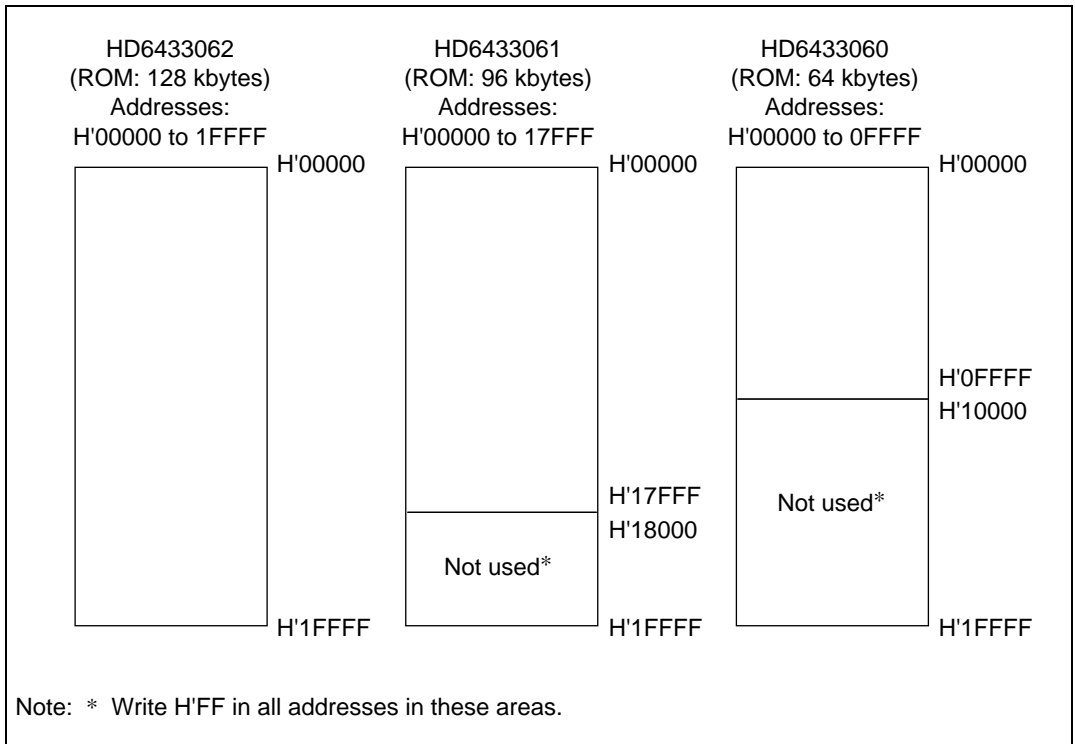 HD6433062
(ROM: 128 kbytes)
Addresses:
H'00000 to 1FFFF
H'00000
H'1FFFF
HD6433061
(ROM: 96 kbytes)
Addresses:
H'00000 to 17FFF
H'00000
H'17FFF
H'18000
Not used*
H'1FFFF
HD6433060
(ROM: 64 kbytes)
Addresses:
H'00000 to 0FFFF
H'00000
H'0FFFF
H'10000
Not used*
H'1FFFF
Note: * Write H'FF in all addresses in these areas.